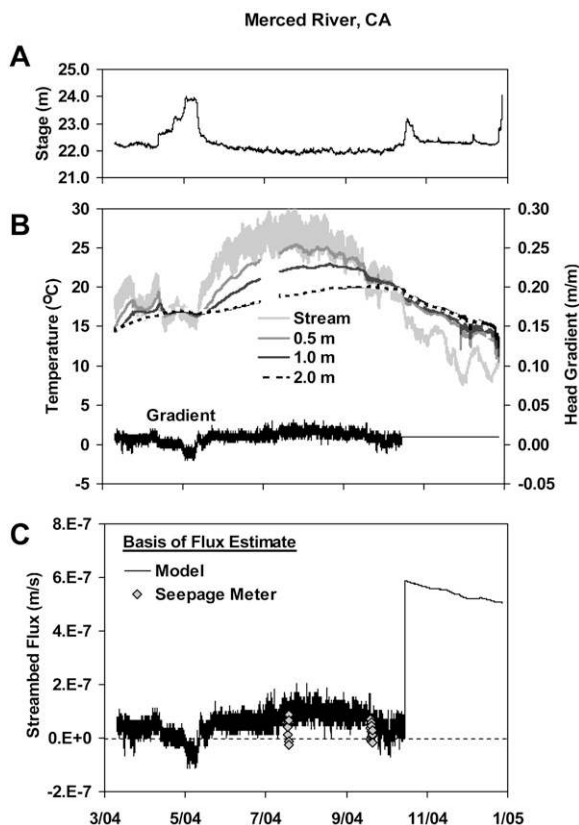 Merced River, CA
A
25.0
24.0
23.0
22.0
21.0
Stage (m)
B
30
25
20
15
10
5
0
-5
Temperature (°C)
0.30
0.25
0.20
0.15
0.10
0.05
0.00
-0.05
Head Gradient (m/m)
Stream
0.5 m
1.0 m
2.0 m
Gradient
C
8.E-7
6.E-7
4.E-7
2.E-7
0.E+0
-2.E-7
Streambed Flux (m/s)
Basis of Flux Estimate
Model
Seepage Meter
3/04 5/04 7/04 9/04 11/04 1/05